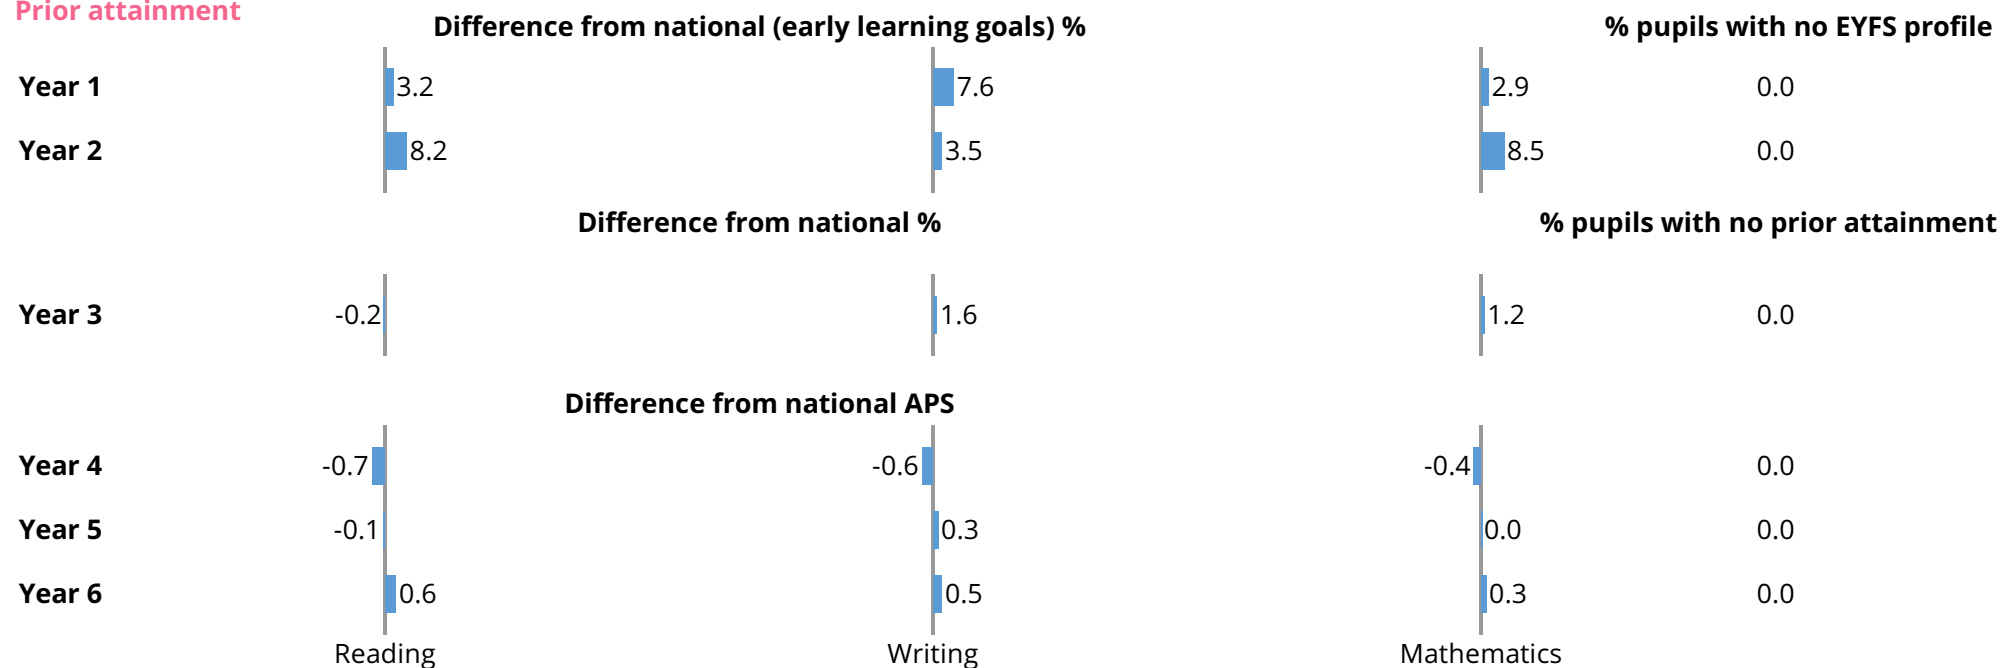 Prior attainment
Difference from national (early learning goals) % % pupils with no EYFS profile
Year 1 3.2 7.6 2.9 0.0
Year 2 8.2 3.5 8.5 0.0
Difference from national % % pupils with no prior attainment
Year 3 -0.2 1.6 1.2 0.0
Difference from national APS
Year 4 -0.7 -0.6 -0.4 0.0
Year 5 -0.1 0.3 0.0 0.0
Year 6 0.6 0.5 0.3 0.0
Reading Writing Mathematics